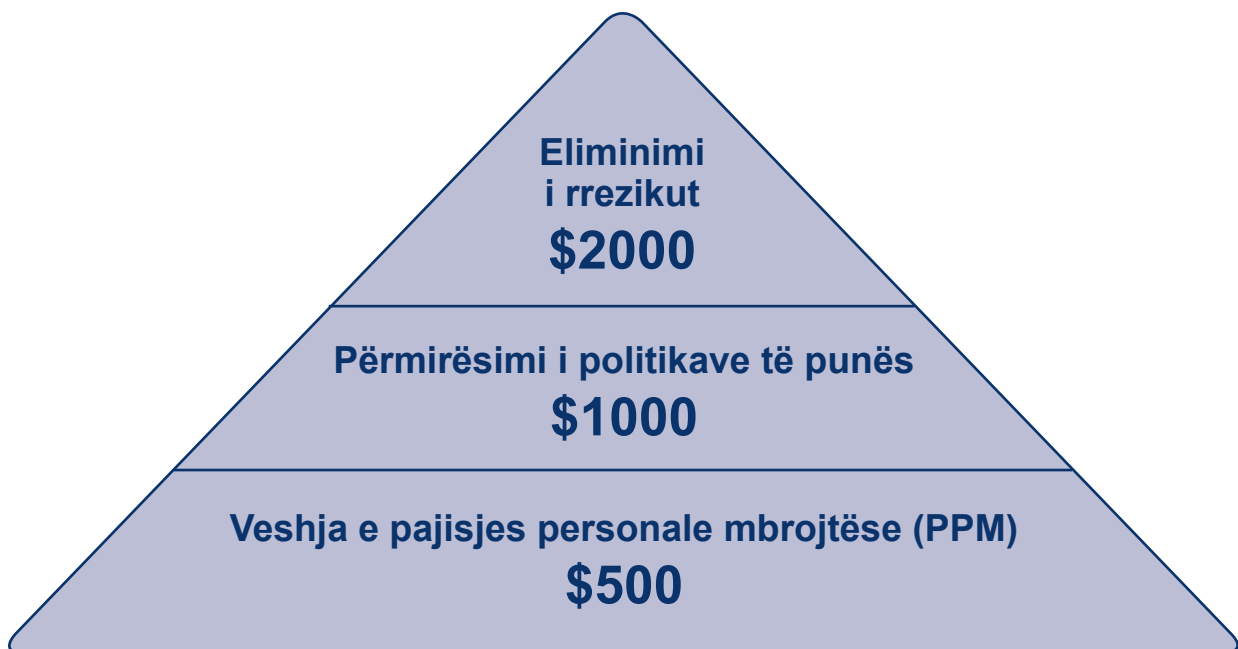 Eliminimi
i rrezikut
$2000
Përmirësimi i politikave të punës
$1000
Veshja e pajisjes personale mbrojtëse (PPM)
$500